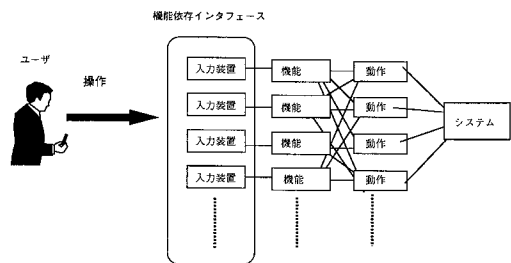 機能依存インタフェース
ユーザ
操作
入力装置 機能 動作
入力装置 機能 動作
入力装置 機能 動作
入力装置 機能 動作
システム